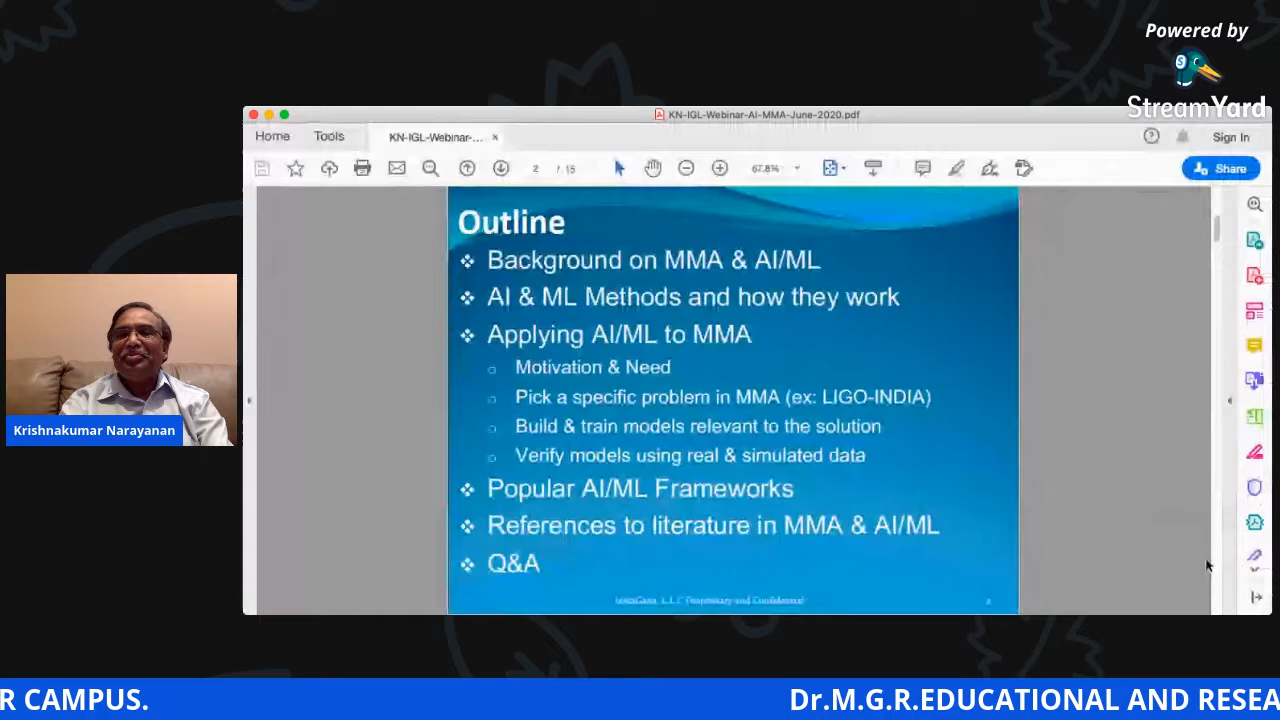 Powered by
StreamYard
KN-IGL-Webinar-AI-MMA-June-2020.pdf
Home Tools KN-IGL-Webinar-... × Sign In
2 / 15 67.8% Share
Outline
❖ Background on MMA & AI/ML
❖ AI & ML Methods and how they work
❖ Applying AI/ML to MMA
○ Motivation & Need
○ Pick a specific problem in MMA (ex: LIGO-INDIA)
○ Build & train models relevant to the solution
○ Verify models using real & simulated data
❖ Popular AI/ML Frameworks
❖ References to literature in MMA & AI/ML
❖ Q&A
L.L.C Proprietary and Confidential
Krishnakumar Narayanan
R CAMPUS. Dr.M.G.R.EDUCATIONAL AND RESEA